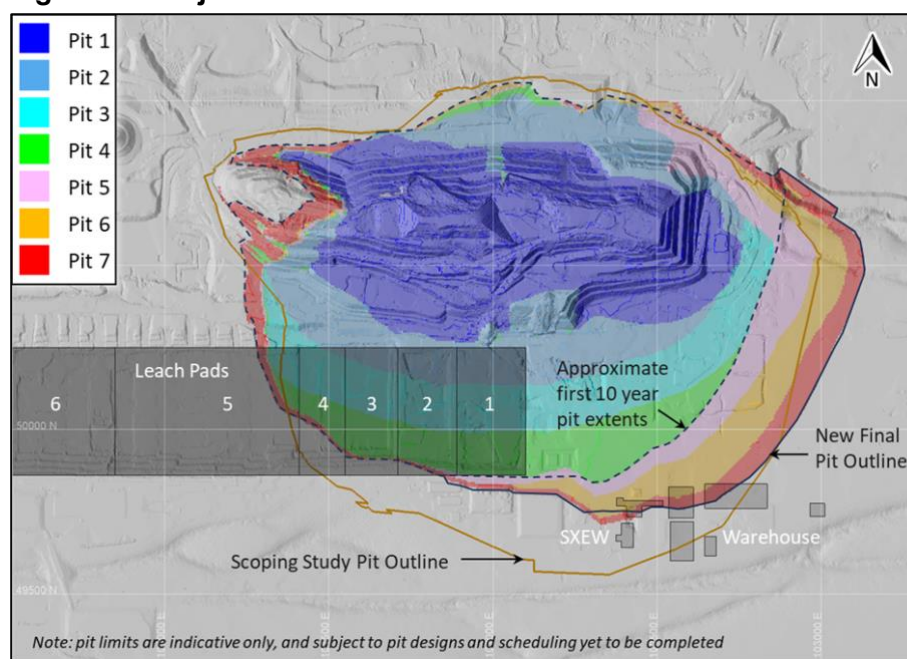 Pit 1
Pit 2
Pit 3
Pit 4
Pit 5
Pit 6
Pit 7
N
Leach Pads
6
5
4
3
2
1
Approximate
first 10 year
pit extents
50000 N
New Final
Pit Outline
SXEW
Warehouse
Scoping Study Pit Outline
49500 N
Note: pit limits are indicative only, and subject to pit designs and scheduling yet to be completed
103000 E